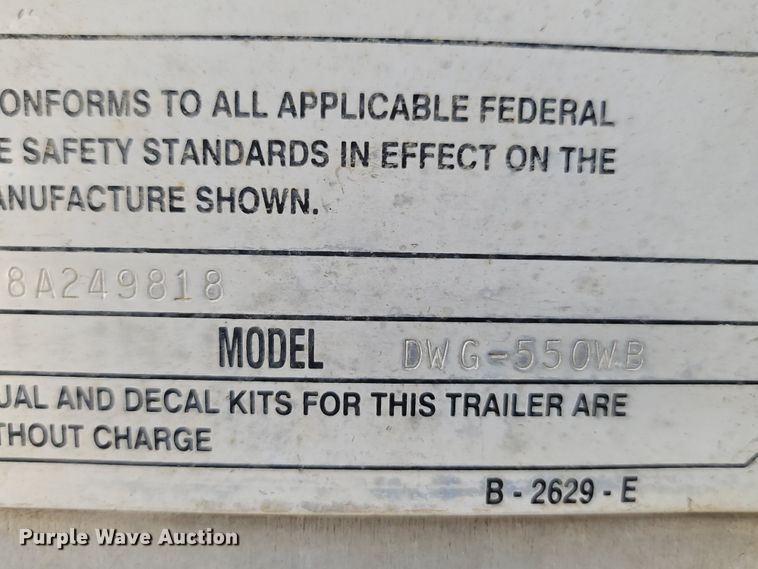 ONFORMS TO ALL APPLICABLE FEDERAL
E SAFETY STANDARDS IN EFFECT ON THE
ANUFACTURE SHOWN.
8A249818
MODEL DWG-550WB
UAL AND DECAL KITS FOR THIS TRAILER ARE
THOUT CHARGE
B - 2629 - E
Purple Wave Auction